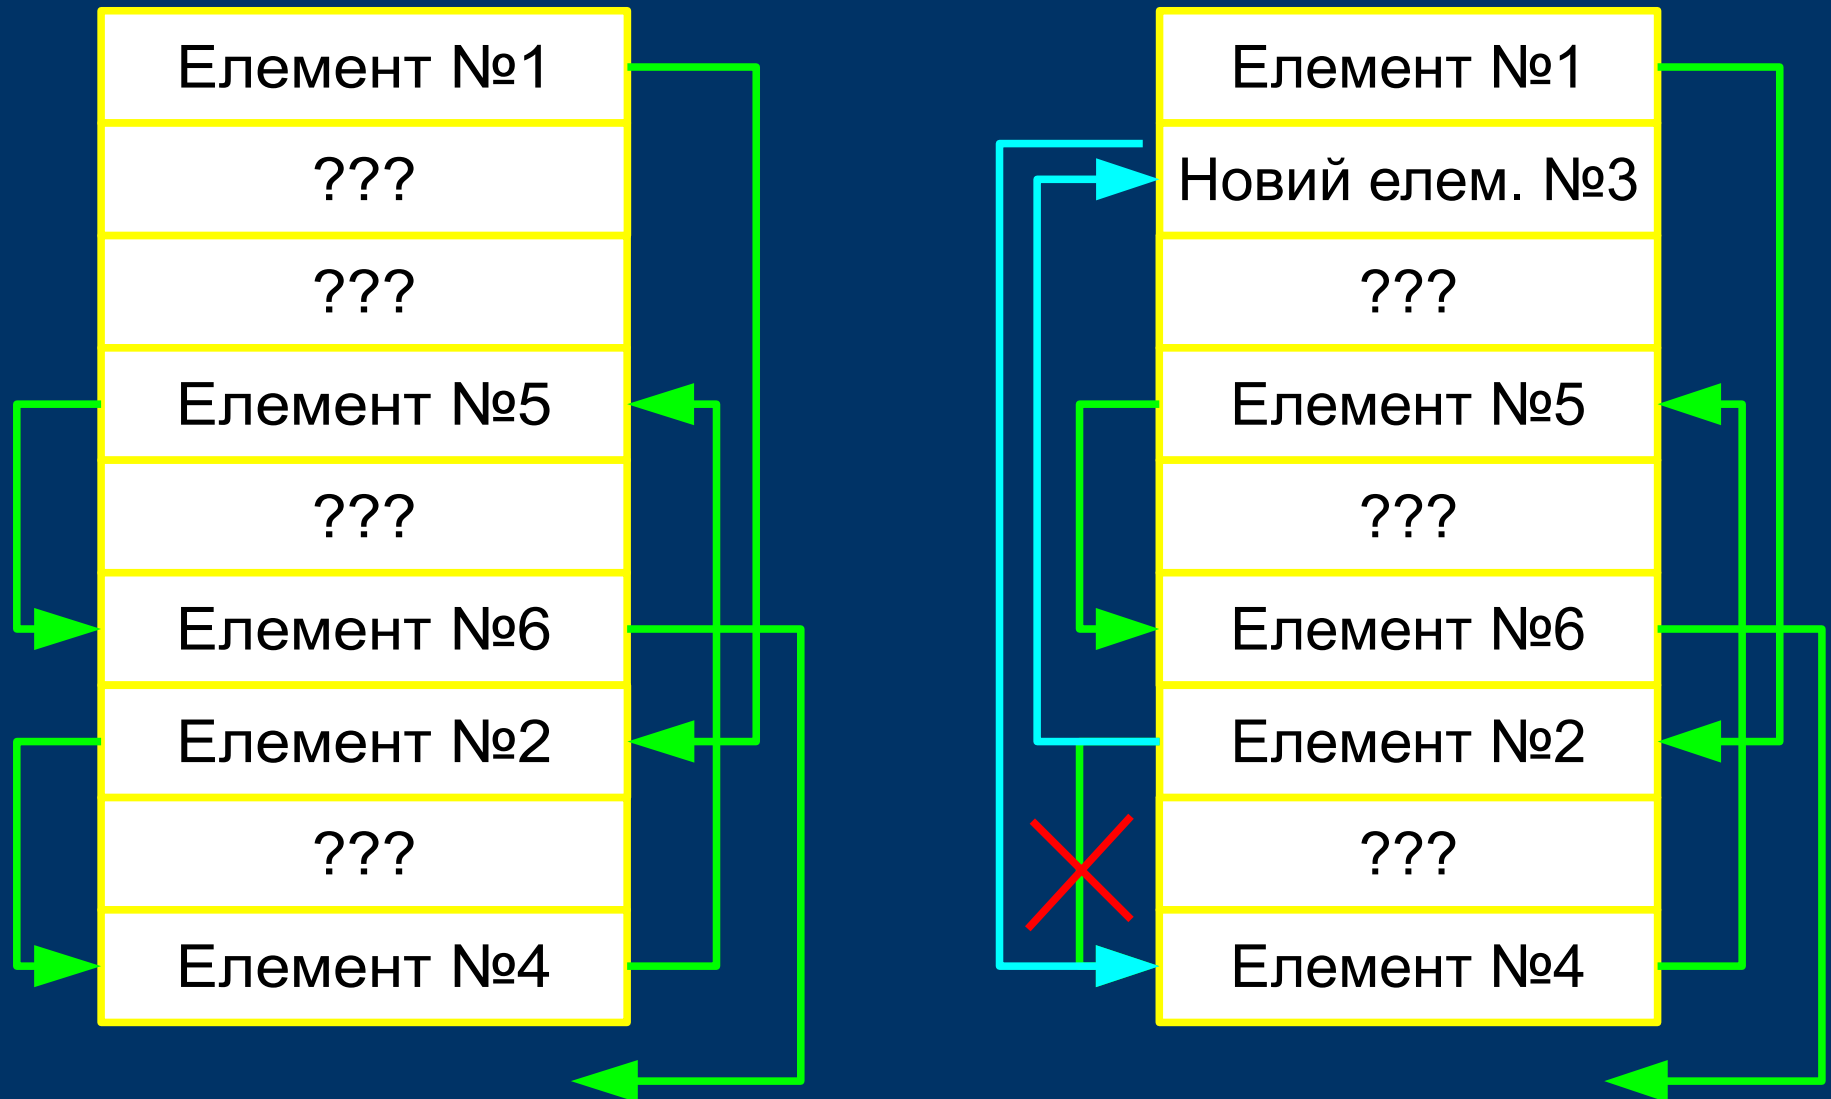 Елемент №1
???
???
Елемент №5
???
Елемент №6
Елемент №2
???
Елемент №4
Елемент №1
Новий елем. №3
???
Елемент №5
???
Елемент №6
Елемент №2
???
Елемент №4